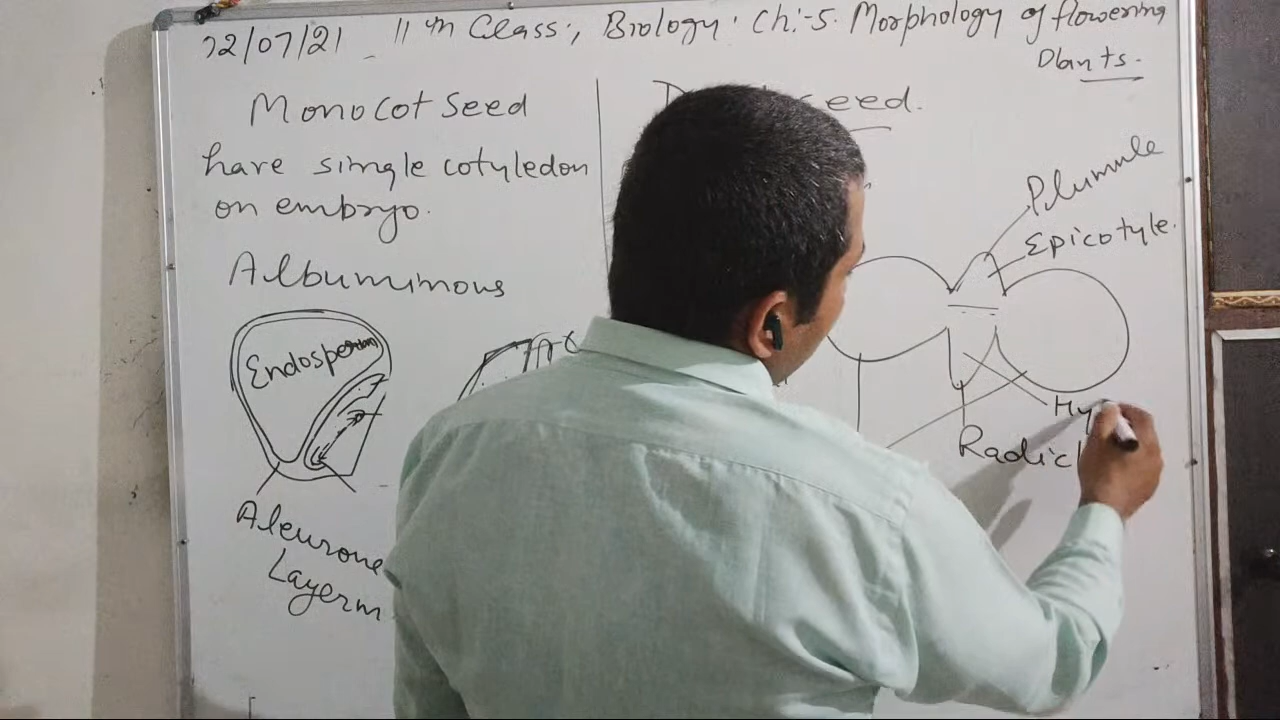 22/07/21 11th Class, Biology. Ch:-5. Morphology of flowering
Plants.
Monocot Seed
have single cotyledon
on embryo.
Albuminous
Endosperm
Aleurone
Layerm
seed.
Plumule
Epicotyle.
Hy
Radicl